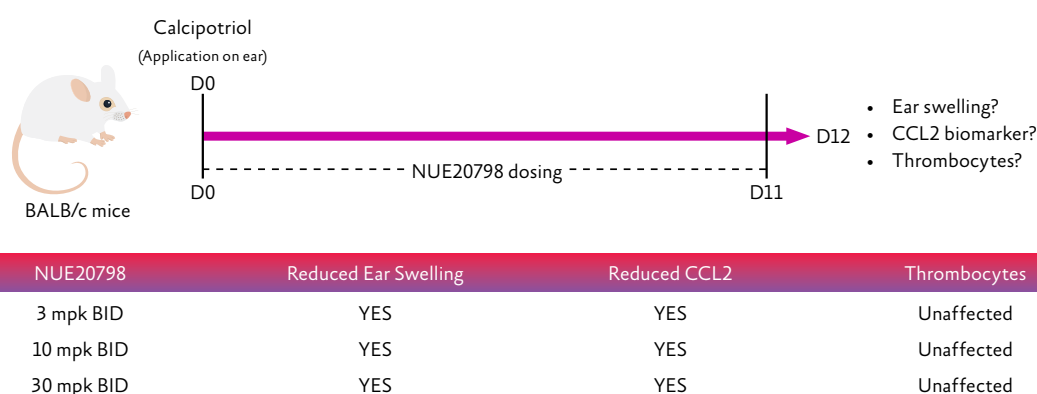 Calcipotriol
(Application on ear)
D0
• Ear swelling?
D12 • CCL2 biomarker?
• Thrombocytes?
NUE20798 dosing
D0 D11
BALB/c mice
NUE20798 Reduced Ear Swelling Reduced CCL2 Thrombocytes
3 mpk BID YES YES Unaffected
10 mpk BID YES YES Unaffected
30 mpk BID YES YES Unaffected